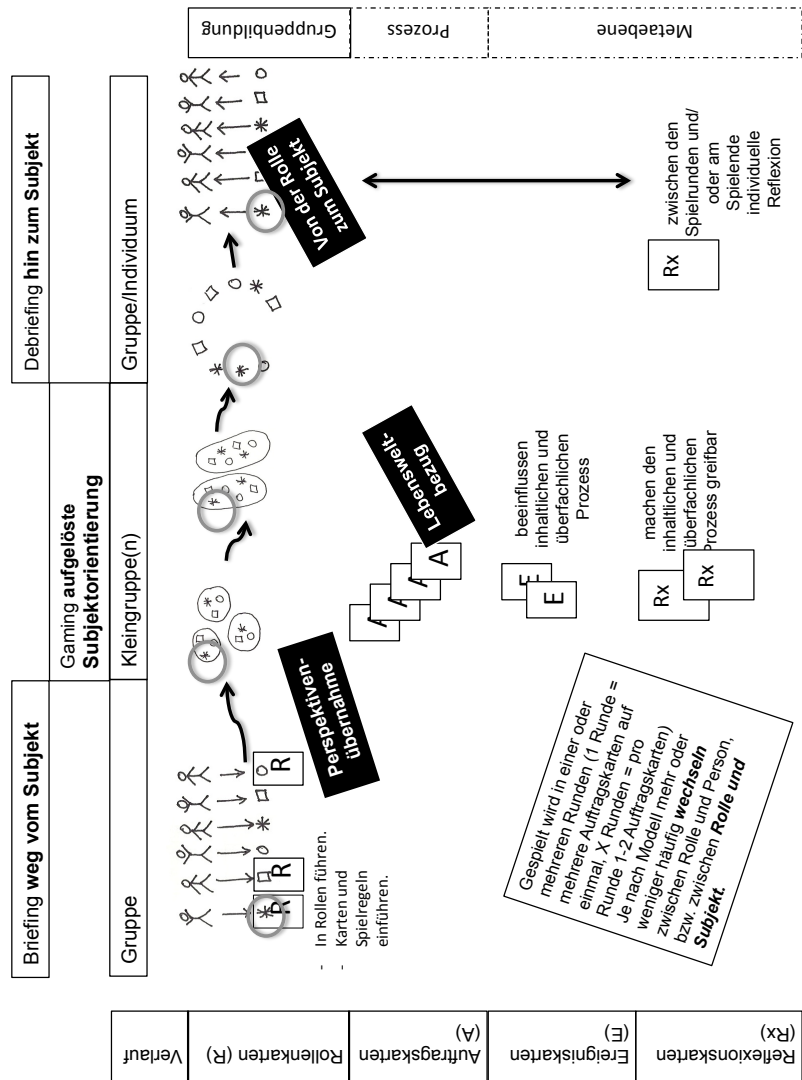 Briefing weg vom Subjekt
Gaming aufgelöste
Subjektorientierung
Debriefing hin zum Subjekt
Verlauf
Gruppe
Kleingruppe(n)
Gruppe/Individuum
Rollenkarten (R)
R
R
R
- In Rollen führen.
- Karten und
Spielregeln
einführen.
Perspektiven-
übernahme
Von der Rolle
zum Subjekt
Gruppenbildung
Auftragskarten
(A)
A
A
A
A
Lebenswelt-
bezug
Prozess
Ereigniskarten
(E)
E
E
beeinflussen
inhaltlichen und
überfachlichen
Prozess
Metaebene
Reflexionskarten
(Rx)
Gespielt wird in einer oder
mehreren Runden (1 Runde =
mehrere Auftragskarten auf
einmal, X Runden = pro
Runde 1-2 Auftragskarten)
Je nach Modell mehr oder
weniger häufig wechseln
zwischen Rolle und Person,
bzw. zwischen Rolle und
Subjekt.
Rx
Rx
machen den
inhaltlichen und
überfachlichen
Prozess greifbar
Rx
zwischen den
Spielrunden und/
oder am
Spielende
individuelle
Reflexion